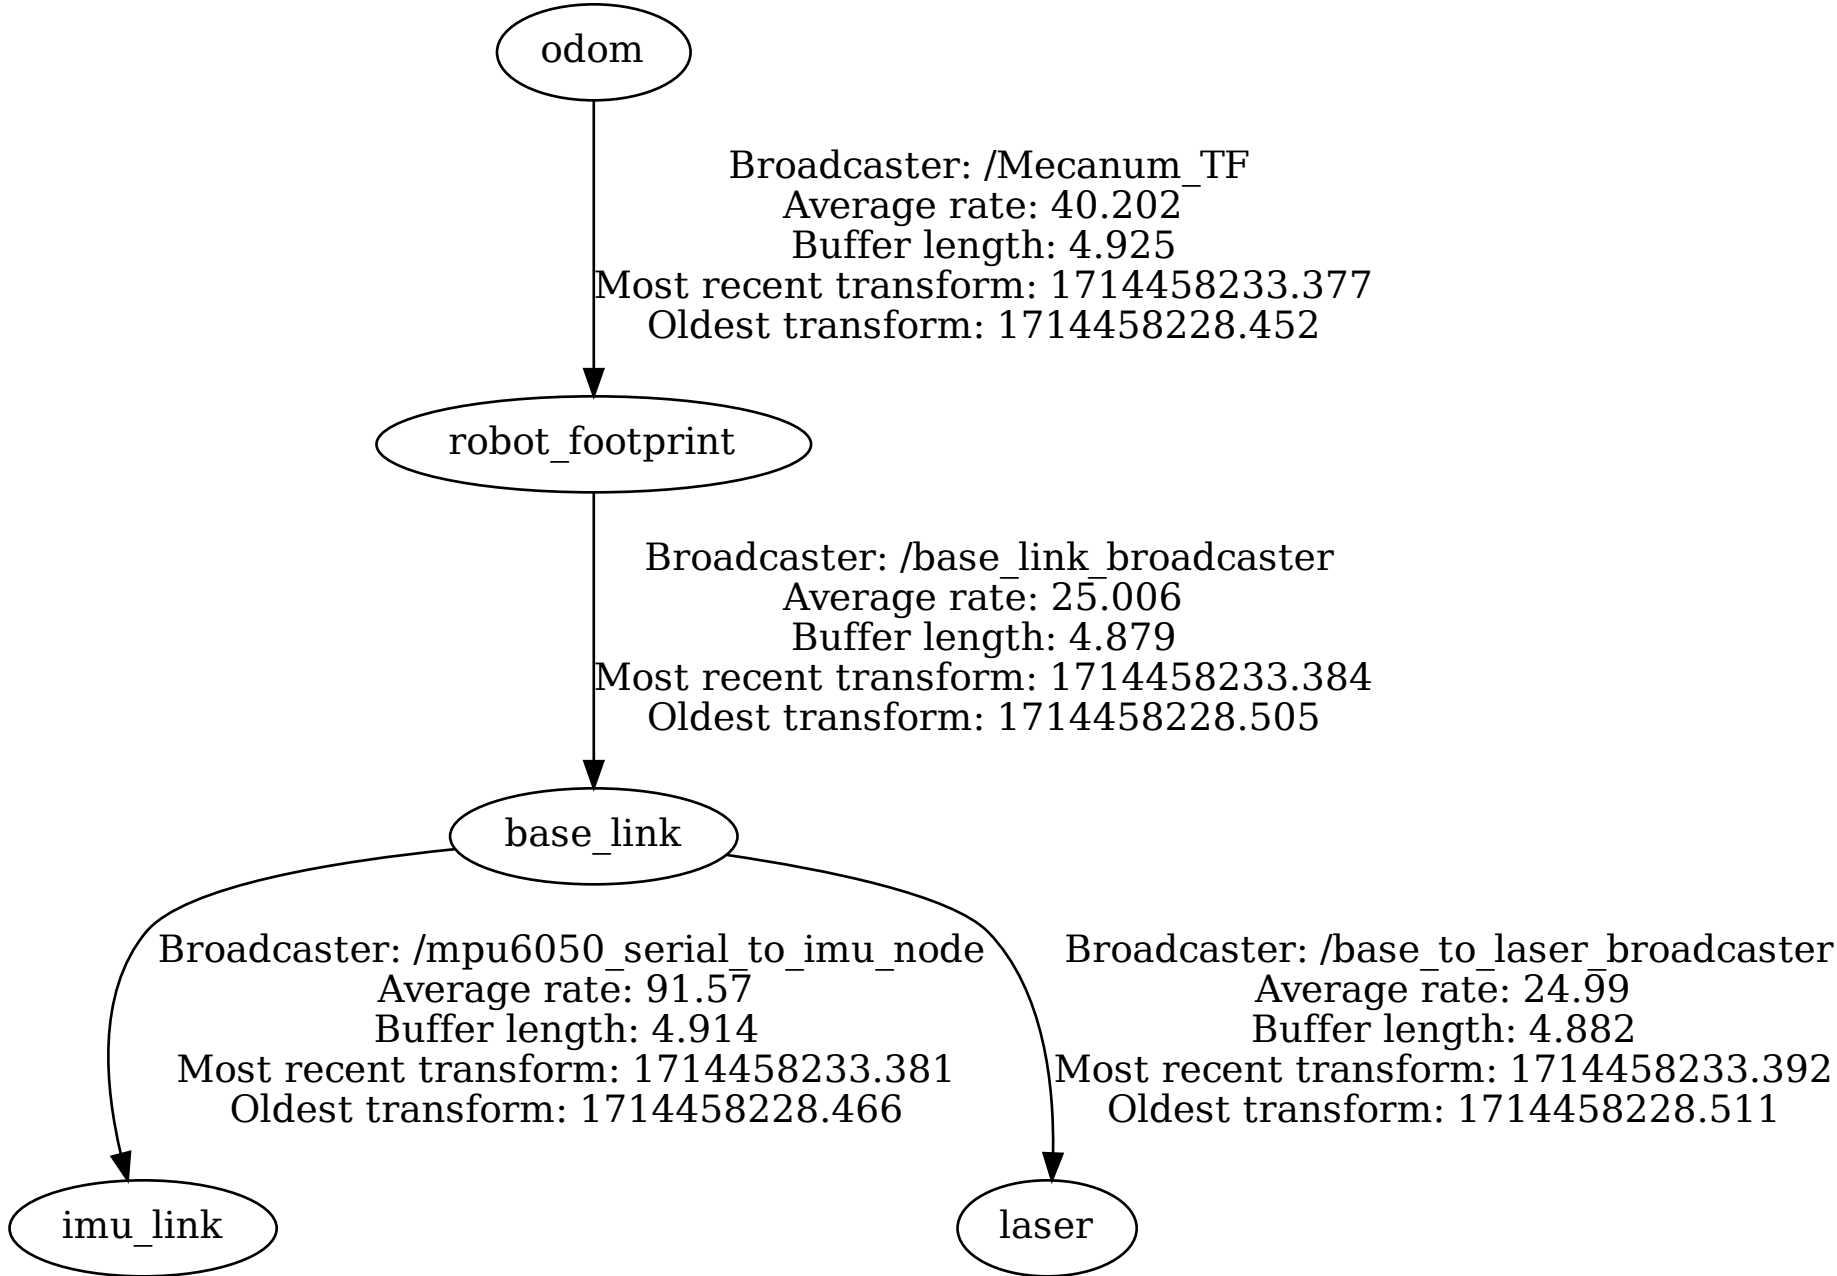 odom
Broadcaster: /Mecanum_TF
Average rate: 40.202
Buffer length: 4.925
Most recent transform: 1714458233.377
Oldest transform: 1714458228.452
robot_footprint
Broadcaster: /base_link_broadcaster
Average rate: 25.006
Buffer length: 4.879
Most recent transform: 1714458233.384
Oldest transform: 1714458228.505
base_link
Broadcaster: /mpu6050_serial_to_imu_node
Average rate: 91.57
Buffer length: 4.914
Most recent transform: 1714458233.381
Oldest transform: 1714458228.466
Broadcaster: /base_to_laser_broadcaster
Average rate: 24.99
Buffer length: 4.882
Most recent transform: 1714458233.392
Oldest transform: 1714458228.511
imu_link
laser